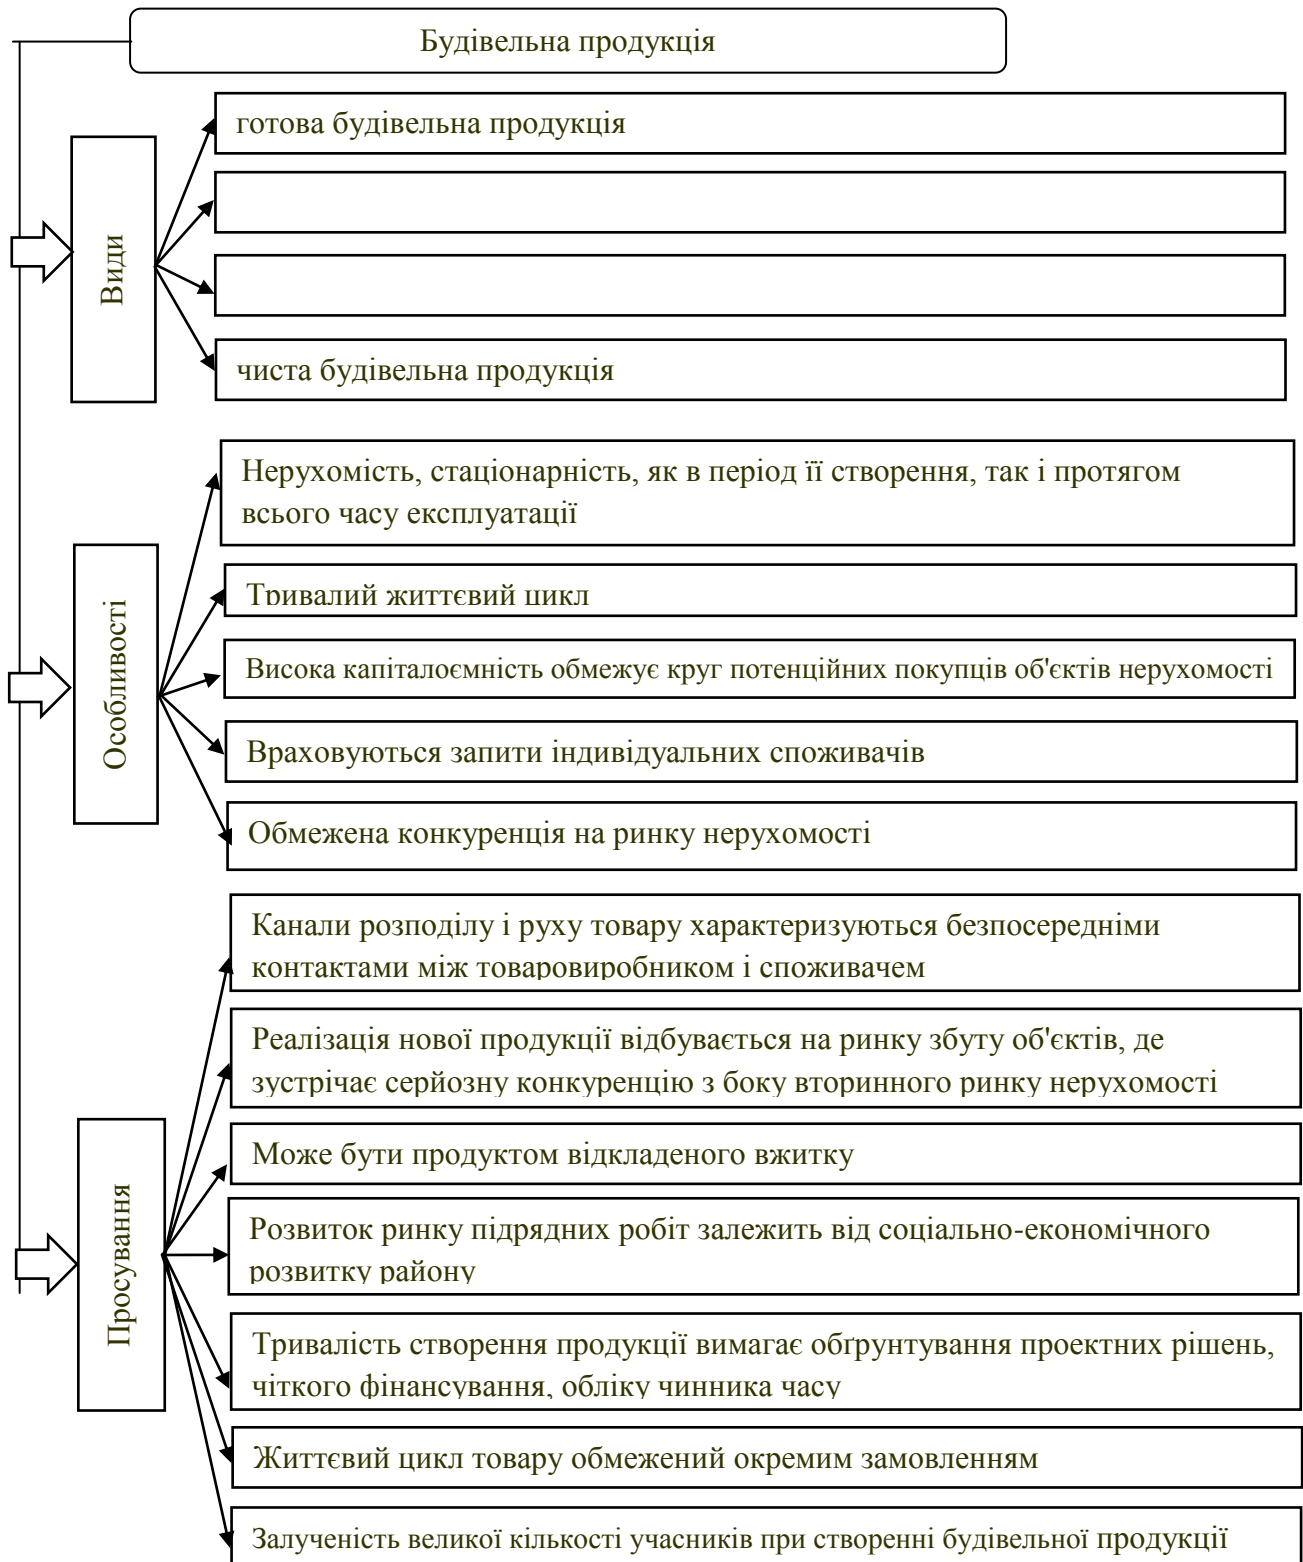 Будівельна продукція
Види
готова будівельна продукція
чиста будівельна продукція
Особливості
Нерухомість, стаціонарність, як в період її створення, так і протягом
всього часу експлуатації
Тривалий життєвий цикл
Висока капіталоємність обмежує круг потенційних покупців об'єктів нерухомості
Враховуються запити індивідуальних споживачів
Обмежена конкуренція на ринку нерухомості
Просування
Канали розподілу і руху товару характеризуються безпосередніми
контактами між товаровиробником і споживачем
Реалізація нової продукції відбувається на ринку збуту об'єктів, де
зустрічає серйозну конкуренцію з боку вторинного ринку нерухомості
Може бути продуктом відкладеного вжитку
Розвиток ринку підрядних робіт залежить від соціально-економічного
розвитку району
Тривалість створення продукції вимагає обґрунтування проектних рішень,
чіткого фінансування, обліку чинника часу
Життєвий цикл товару обмежений окремим замовленням
Залученість великої кількості учасників при створенні будівельної продукції